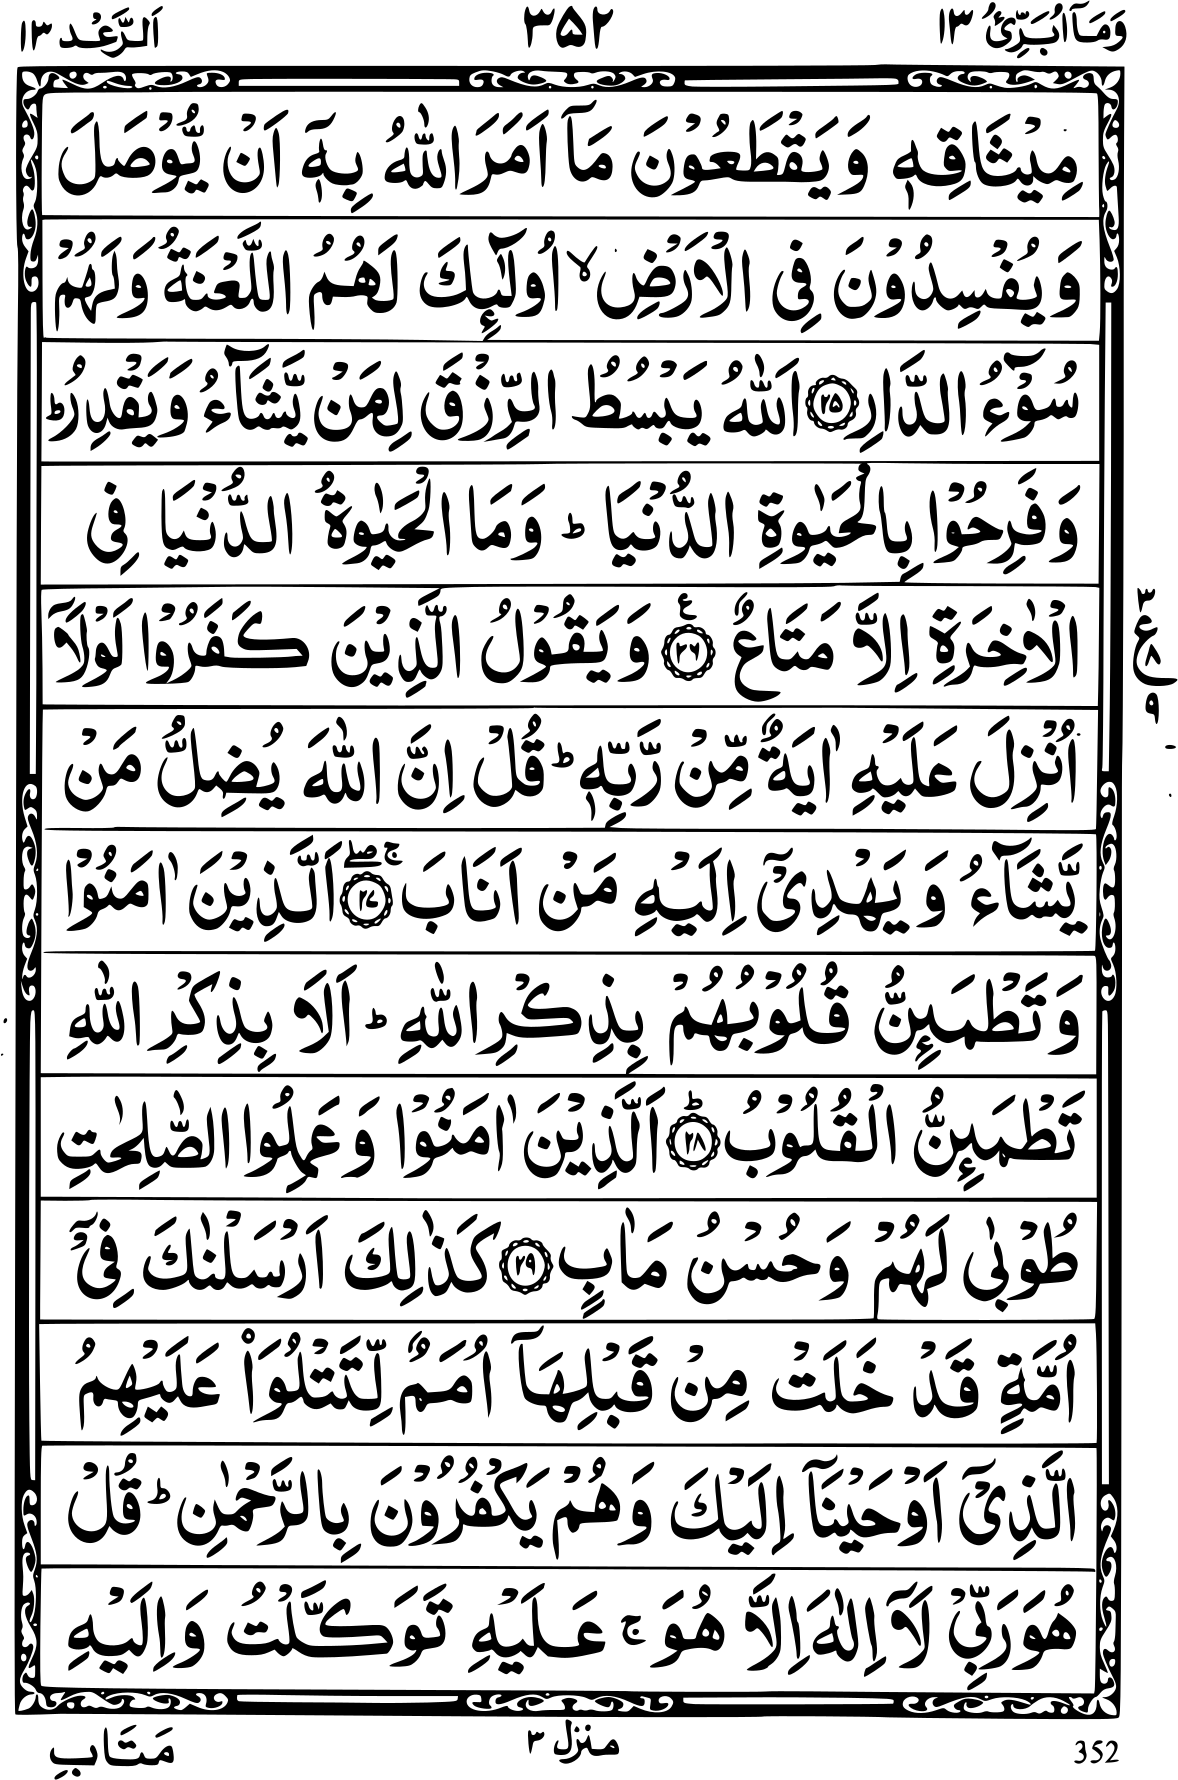 وَمَآ اُبَرِّئُ ١٣ ٣٥٢ اَلرَّعْد ١٣
مِيْثَاقِهٖ وَيَقْطَعُوْنَ مَآ اَمَرَ اللّٰهُ بِهٖٓ اَنْ يُّوْصَلَ
وَيُفْسِدُوْنَ فِى الْاَرْضِ ۙ اُولٰٓئِكَ لَهُمُ اللَّعْنَةُ وَلَهُمْ
سُوْٓءُ الدَّارِ ﴿٢٥﴾ اَللّٰهُ يَبْسُطُ الرِّزْقَ لِمَنْ يَّشَآءُ وَيَقْدِرُ ؕ
وَفَرِحُوْا بِالْحَيٰوةِ الدُّنْيَا ؕ وَمَا الْحَيٰوةُ الدُّنْيَا فِى
الْاٰخِرَةِ اِلَّا مَتَاعٌ ﴿٢٦﴾ ع وَيَقُوْلُ الَّذِيْنَ كَفَرُوْا لَوْلَآ
٣ ع ٨ ٩
اُنْزِلَ عَلَيْهِ اٰيَةٌ مِّنْ رَّبِّهٖ ؕ قُلْ اِنَّ اللّٰهَ يُضِلُّ مَنْ
يَّشَآءُ وَيَهْدِىْٓ اِلَيْهِ مَنْ اَنَابَ ﴿٢٧﴾ ۖۚ اَلَّذِيْنَ اٰمَنُوْا
وَتَطْمَئِنُّ قُلُوْبُهُمْ بِذِكْرِ اللّٰهِ ؕ اَلَا بِذِكْرِ اللّٰهِ
تَطْمَئِنُّ الْقُلُوْبُ ﴿٢٨﴾ ؕ اَلَّذِيْنَ اٰمَنُوْا وَعَمِلُوا الصّٰلِحٰتِ
طُوْبٰى لَهُمْ وَحُسْنُ مَاٰبٍ ﴿٢٩﴾ كَذٰلِكَ اَرْسَلْنٰكَ فِىْٓ
اُمَّةٍ قَدْ خَلَتْ مِنْ قَبْلِهَآ اُمَمٌ لِّتَتْلُوَا۟ عَلَيْهِمُ
الَّذِىْٓ اَوْحَيْنَآ اِلَيْكَ وَهُمْ يَكْفُرُوْنَ بِالرَّحْمٰنِ ؕ قُلْ
هُوَ رَبِّىْ لَآ اِلٰهَ اِلَّا هُوَ ۚ عَلَيْهِ تَوَكَّلْتُ وَاِلَيْهِ
352 منزل ٣ مَتَابِ